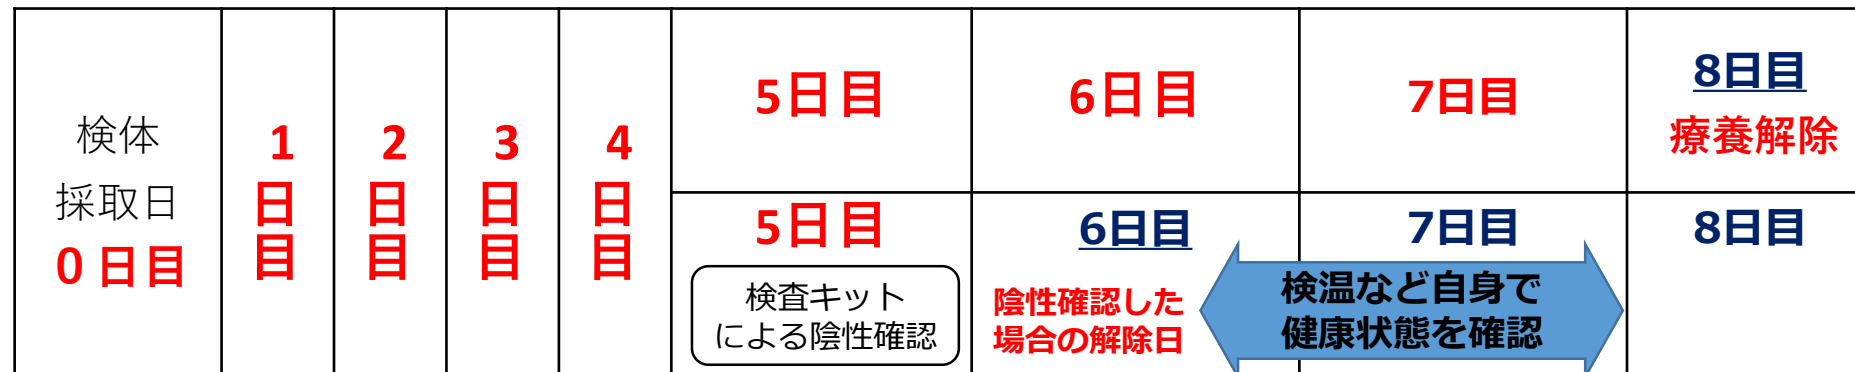 検体
採取日
０日目
1日目
2日目
3日目
4日目
5日目
6日目
7日目
8日目
療養解除
5日目
検査キット
による陰性確認
6日目
陰性確認した
場合の解除日
7日目
検温など自身で
健康状態を確認
8日目